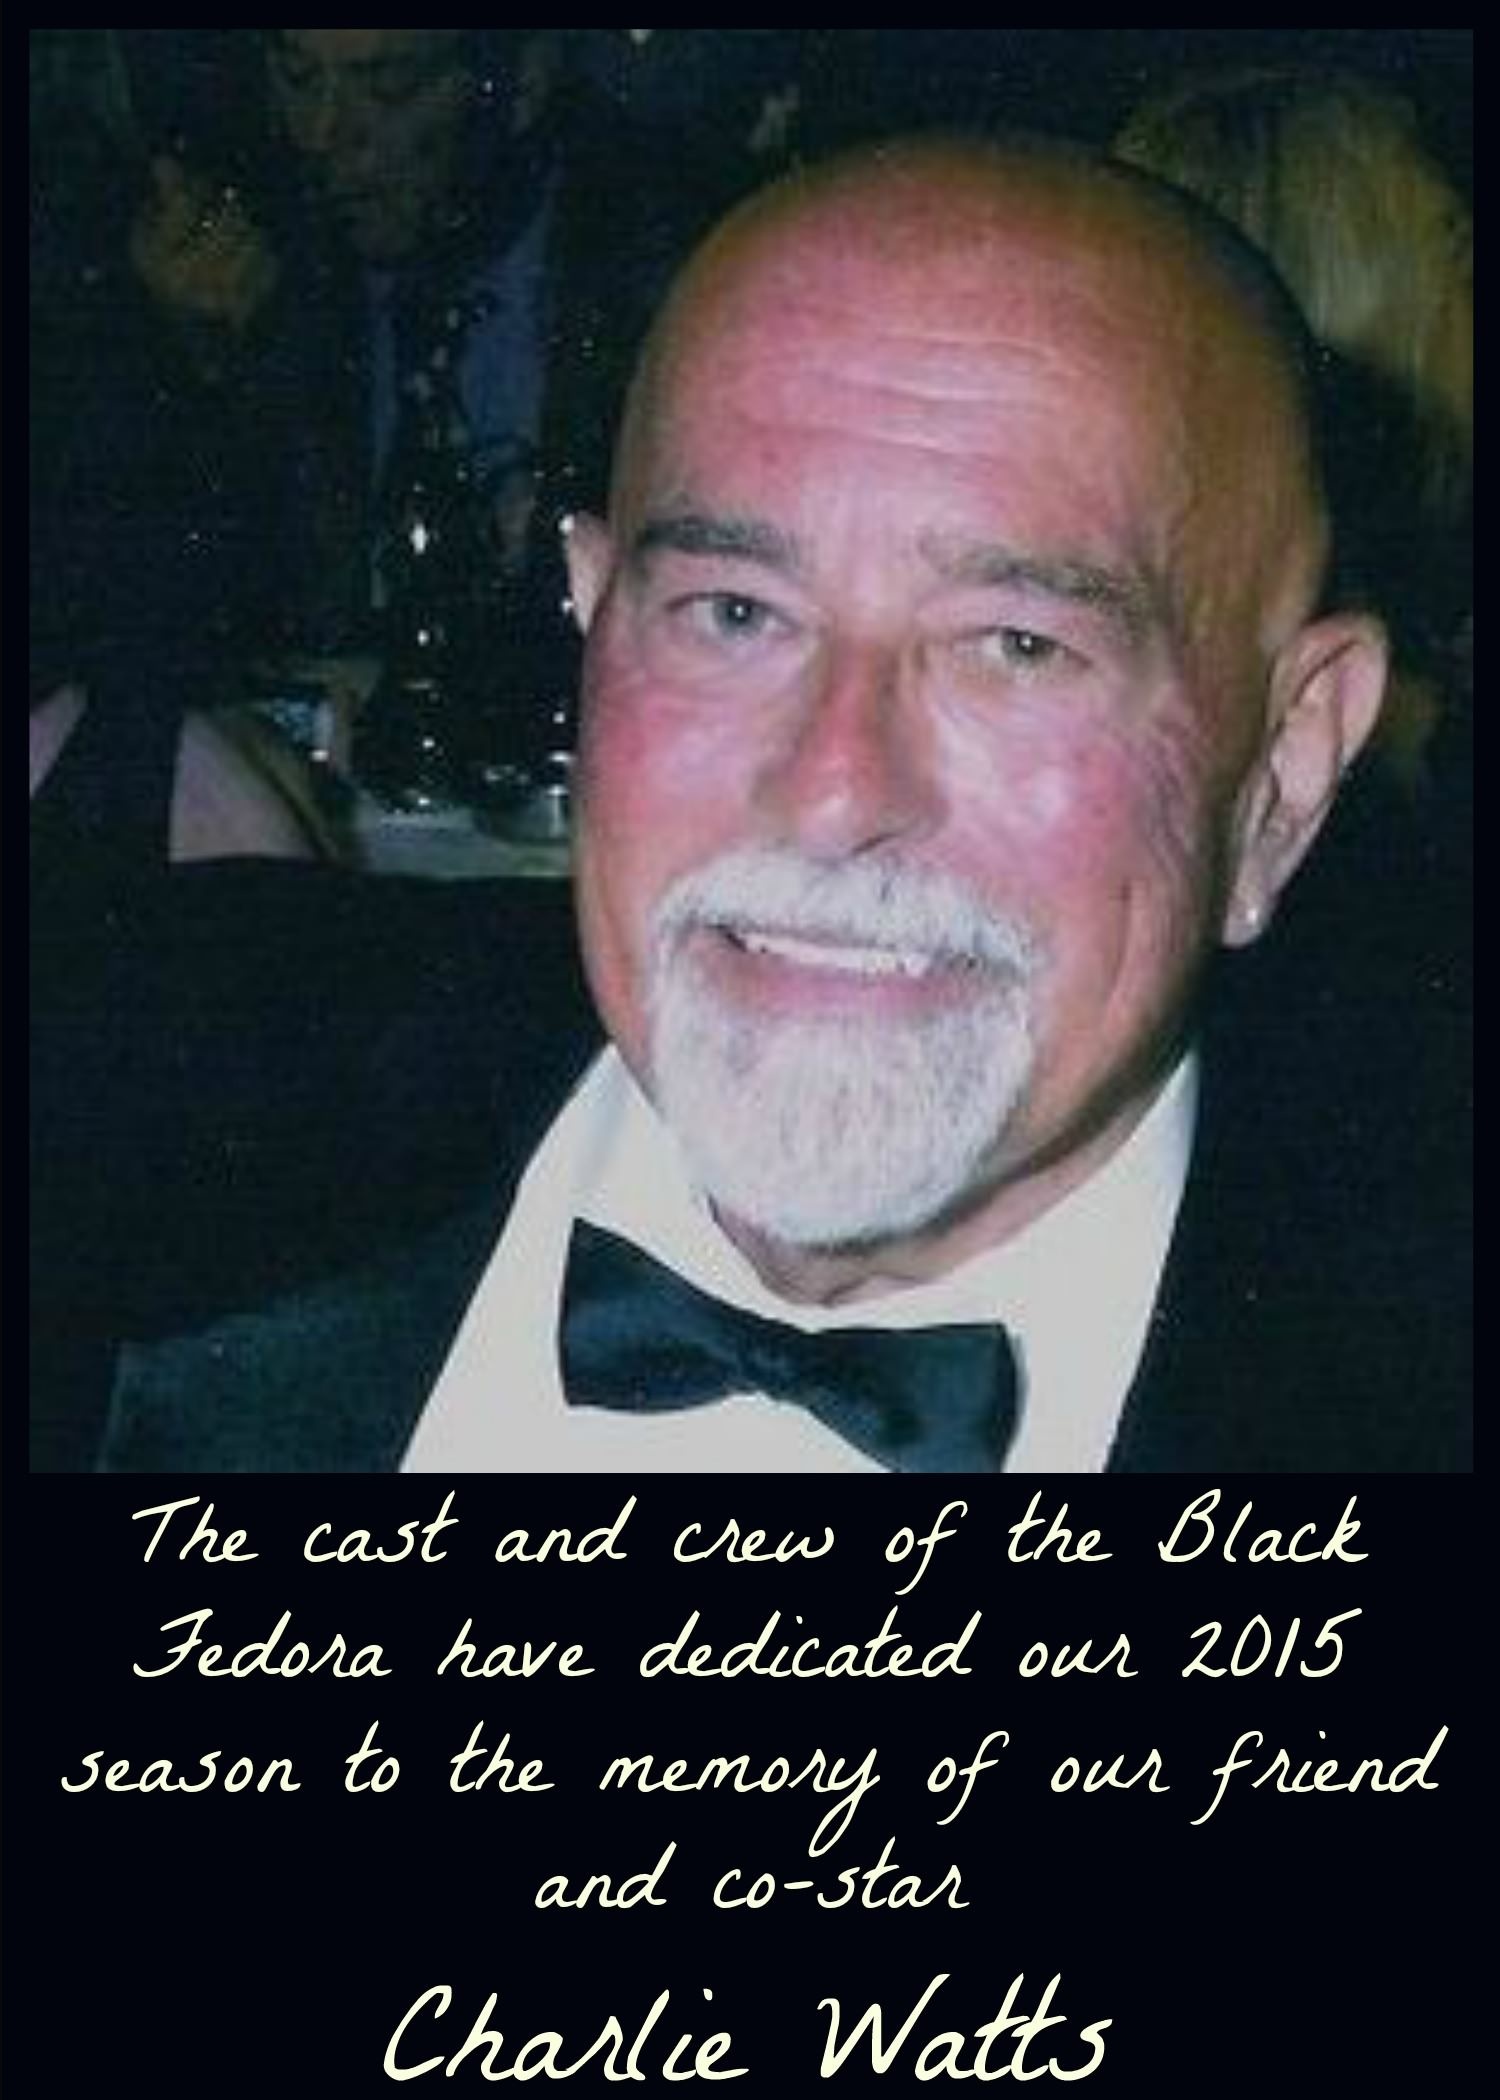 The cast and crew of the Black
Fedora have dedicated our 2015
season to the memory of our friend
and co-star
Charlie Watts